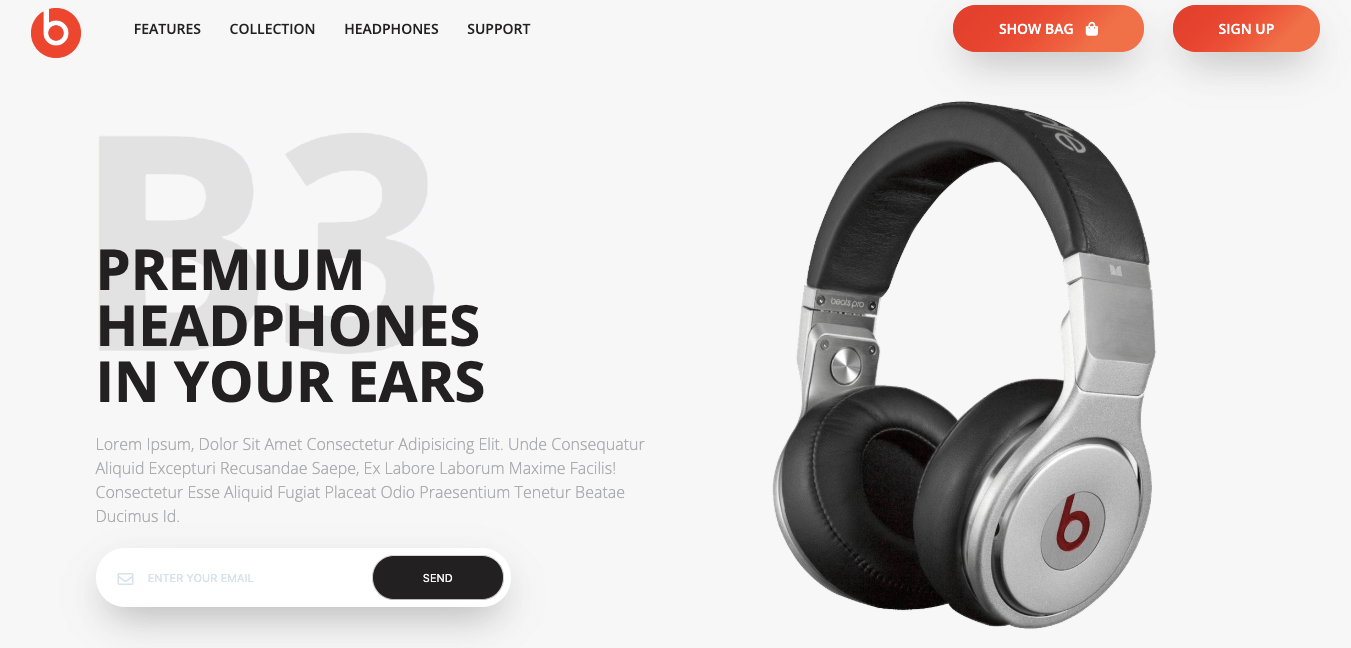 b
FEATURES
COLLECTION
HEADPHONES
SUPPORT
SHOW BAG
SIGN UP
B3
PREMIUM
HEADPHONES
IN YOUR EARS
Lorem Ipsum, Dolor Sit Amet Consectetur Adipisicing Elit. Unde Consequatur
Aliquid Excepturi Recusandae Saepe, Ex Labore Laborum Maxime Facilis!
Consectetur Esse Aliquid Fugiat Placeat Odio Praesentium Tenetur Beatae
Ducimus Id.
ENTER YOUR EMAIL
SEND
beats pro
b